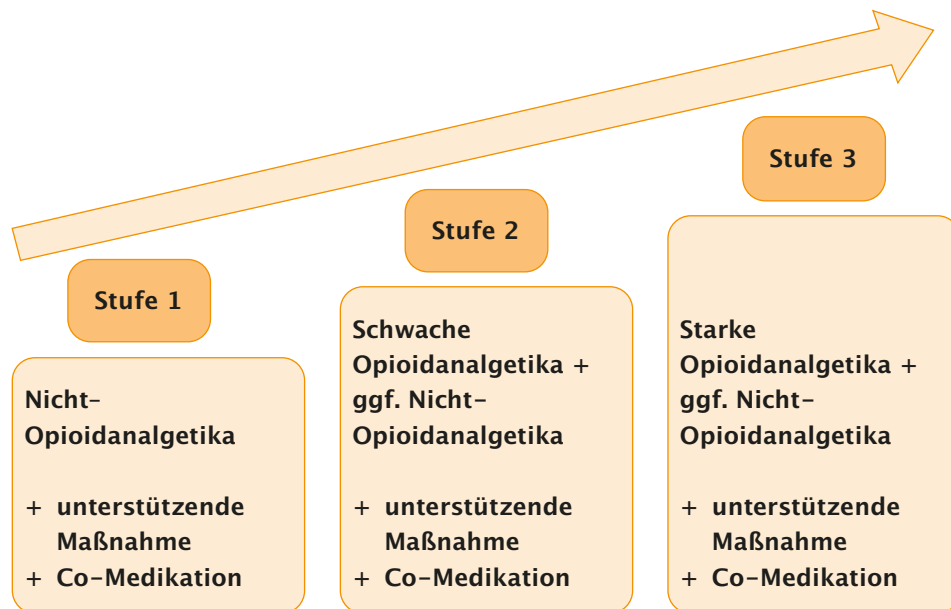 Stufe 1
Nicht-
Opioidanalgetika
+ unterstützende
Maßnahme
+ Co-Medikation
Stufe 2
Schwache
Opioidanalgetika +
ggf. Nicht-
Opioidanalgetika
+ unterstützende
Maßnahme
+ Co-Medikation
Stufe 3
Starke
Opioidanalgetika +
ggf. Nicht-
Opioidanalgetika
+ unterstützende
Maßnahme
+ Co-Medikation